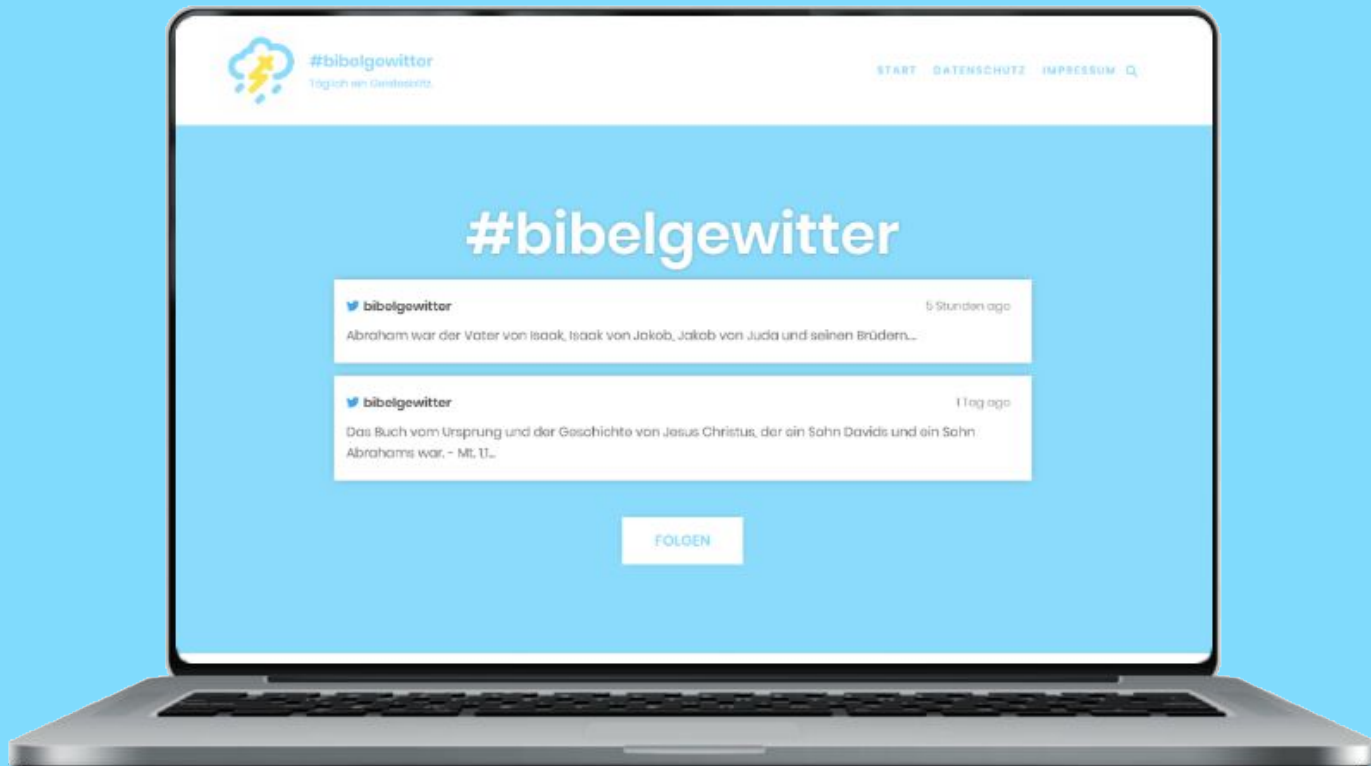 #bibelgewitter
Täglich ein
START DATENSCHUTZ IMPRESSUM
#bibelgewitter
bibelgewitter
5 Stunden ago
Abraham war der Vater von Isaak, Isaak von Jakob, Jakob von Juda und seinen Brüdern....
bibelgewitter
1 Tag ago
Das Buch vom Ursprung und der Geschichte von Jesus Christus, der ein Sohn Davids und ein Sohn
Abrahams war. - Mt. 1,1...
FOLGEN